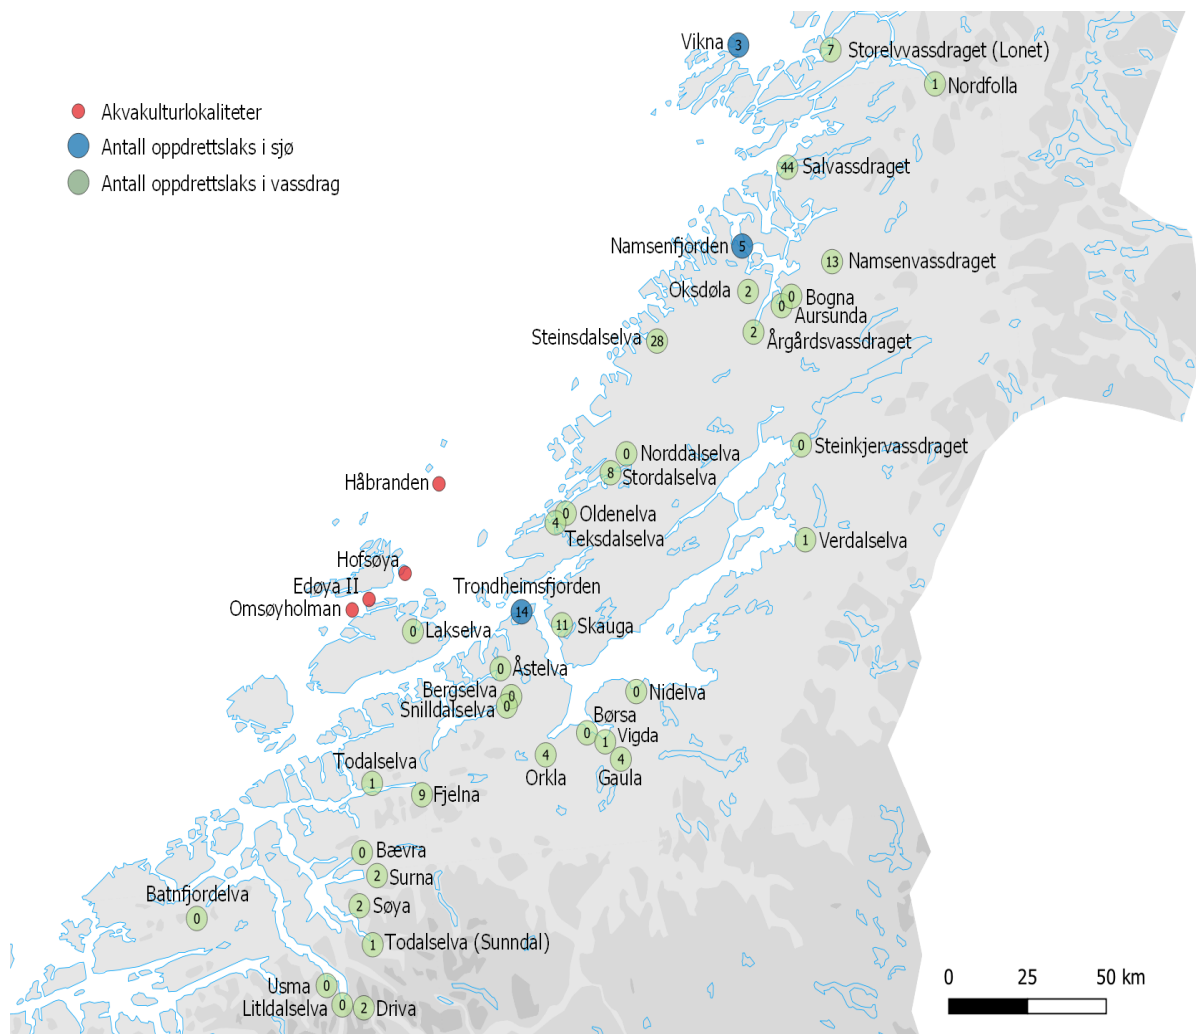 Vikna
3
7
Storelvvassdraget (Lonet)
1
Nordfolla
Akvakulturlokaliteter
Antall oppdrettslaks i sjø
Antall oppdrettslaks i vassdrag
44
Salvassdraget
Namsenfjorden
5
13
Namsenvassdraget
Oksdøla
2
0
Bogna
0
Aursunda
2
Årgårdsvassdraget
Steinsdalselva
28
0
Steinkjervassdraget
0
Norddalselva
8
Stordalselva
Håbranden
0
Oldenelva
4
Teksdalselva
1
Verdalselva
Hofsøya
Edøya II
Omsøyholman
Trondheimsfjorden
14
11
Skauga
0
Lakselva
0
Åstelva
Bergselva
0
Snilldalselva
0
0
Nidelva
Børsa
0
1
Vigda
4
Orkla
4
Gaula
Todalselva
1
9
Fjelna
0
Bævra
2
Surna
Batnfjordelva
0
2
Søya
1
Todalselva (Sunndal)
Usma
0
Litldalselva
0
2
Driva
0
25
50 km